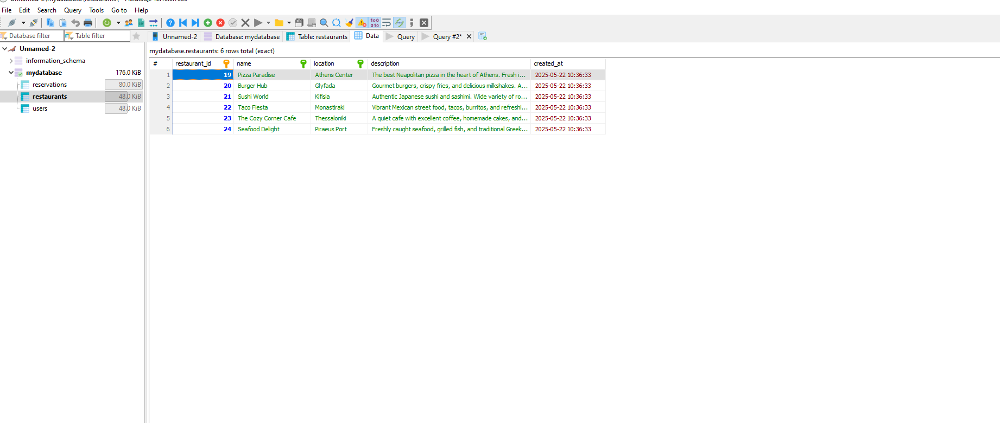 File Edit Search Query Tools Go to Help
Database filter Table filter Unnamed-2 Database: mydatabase Table: restaurants Data Query Query #2*
Unnamed-2
information_schema
mydatabase 176.0 KiB
reservations 80.0 KiB
restaurants 48.0 KiB
users 48.0 KiB
mydatabase.restaurants: 6 rows total (exact)
# restaurant_id name location description created_at
1 19 Pizza Paradise Athens Center The best Neapolitan pizza in the heart of Athens. Fresh i... 2025-05-22 10:36:33
2 20 Burger Hub Glyfada Gourmet burgers, crispy fries, and delicious milkshakes. A... 2025-05-22 10:36:33
3 21 Sushi World Kifisia Authentic Japanese sushi and sashimi. Wide variety of ro... 2025-05-22 10:36:33
4 22 Taco Fiesta Monastiraki Vibrant Mexican street food, tacos, burritos, and refreshi... 2025-05-22 10:36:33
5 23 The Cozy Corner Cafe Thessaloniki A quiet cafe with excellent coffee, homemade cakes, and... 2025-05-22 10:36:33
6 24 Seafood Delight Piraeus Port Freshly caught seafood, grilled fish, and traditional Greek... 2025-05-22 10:36:33